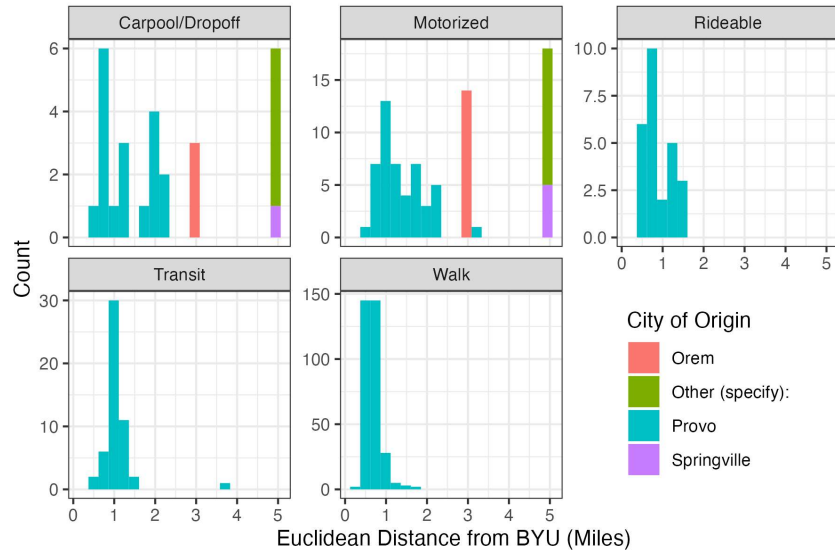 Carpool/Dropoff
Motorized
Rideable
6
4
2
0
15
10
5
0
10.0
7.5
5.0
2.5
0.0
0 1 2 3 4 5
Count
Transit
Walk
30
20
10
0
150
100
50
0
0 1 2 3 4 5
0 1 2 3 4 5
Euclidean Distance from BYU (Miles)
City of Origin
Orem
Other (specify):
Provo
Springville